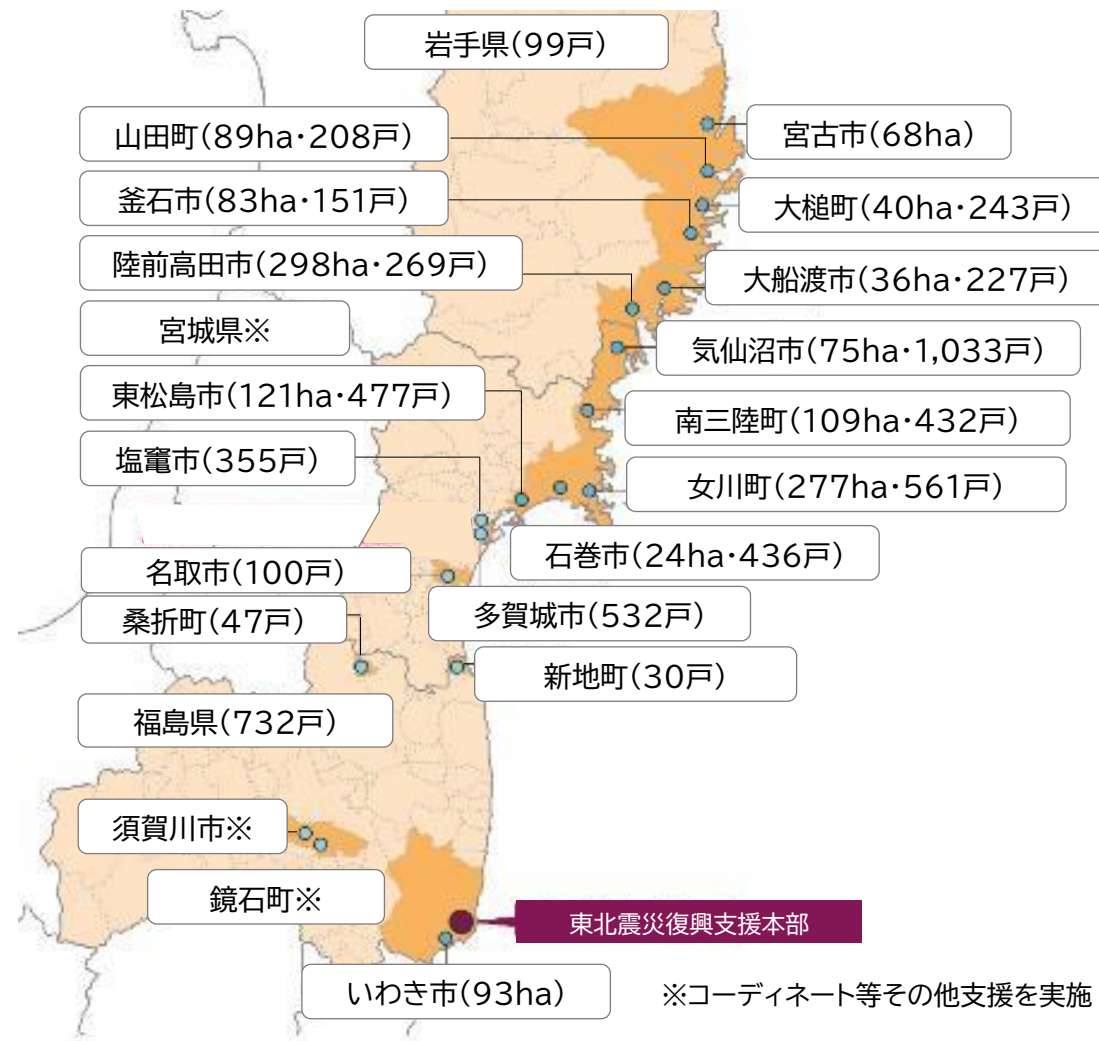 岩手県(99戸)
山田町(89ha・208戸)
宮古市(68ha)
釜石市(83ha・151戸)
大槌町(40ha・243戸)
陸前高田市(298ha・269戸)
大船渡市(36ha・227戸)
宮城県※
気仙沼市(75ha・1,033戸)
東松島市(121ha・477戸)
南三陸町(109ha・432戸)
塩竈市(355戸)
女川町(277ha・561戸)
石巻市(24ha・436戸)
名取市(100戸)
多賀城市(532戸)
桑折町(47戸)
新地町(30戸)
福島県(732戸)
須賀川市※
鏡石町※
東北震災復興支援本部
いわき市(93ha)
※コーディネート等その他支援を実施